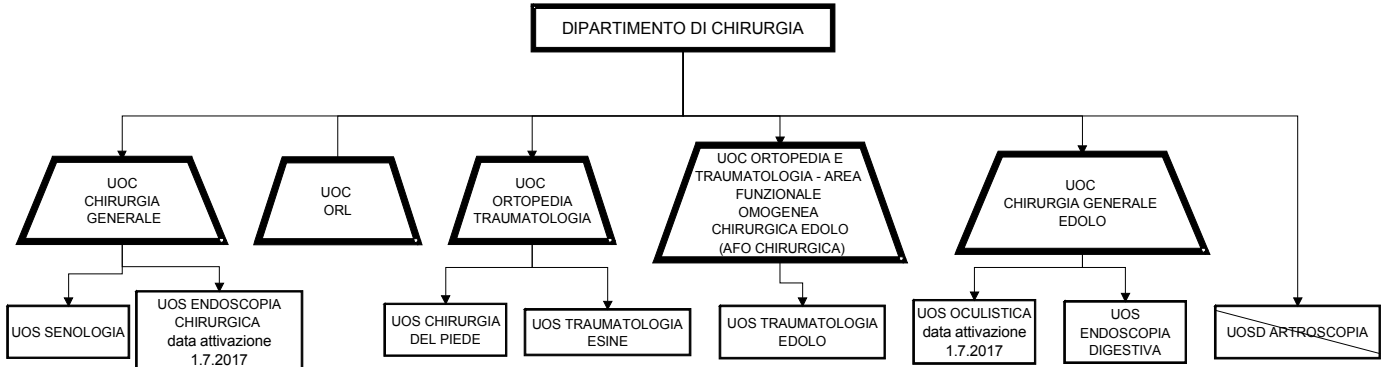 DIPARTIMENTO DI CHIRURGIA
UOC
CHIRURGIA
GENERALE
UOC
ORL
UOC
ORTOPEDIA
TRAUMATOLOGIA
UOC ORTOPEDIA E
TRAUMATOLOGIA - AREA
FUNZIONALE
OMOGENEA
CHIRURGICA EDOLO
(AFO CHIRURGICA)
UOC
CHIRURGIA GENERALE
EDOLO
UOS SENOLOGIA
UOS ENDOSCOPIA
CHIRURGICA
data attivazione
1.7.2017
UOS CHIRURGIA
DEL PIEDE
UOS TRAUMATOLOGIA
ESINE
UOS TRAUMATOLOGIA
EDOLO
UOS OCULISTICA
data attivazione
1.7.2017
UOS
ENDOSCOPIA
DIGESTIVA
UOSD ARTROSCOPIA